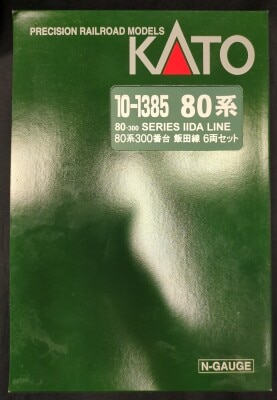 PRECISION RAILROAD MODELS
KATO
10-1385 80系
80-300 SERIES IIDA LINE
80系300番台 飯田線 6両セット
N-GAUGE